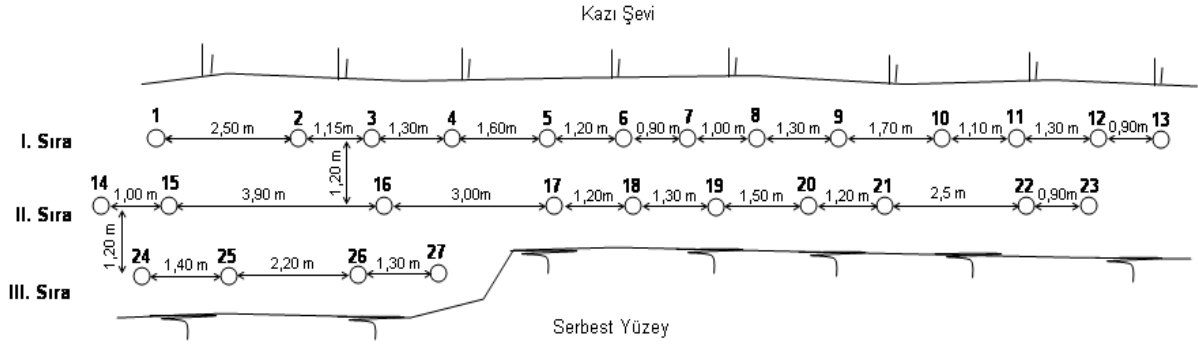 Kazı Şevi
1 2 3 4 5 6 7 8 9 10 11 12 13
I. Sıra 2,50 m 1,15m 1,30m 1,60m 1,20 m 0,90m 1,00 m 1,30 m 1,70 m 1,10 m 1,30 m 0,90m
1,20 m
14 15 16 17 18 19 20 21 22 23
II. Sıra 1,00 m 3,90 m 3,00m 1,20m 1,30 m 1,50 m 1,20 m 2,5 m 0,90m
1,20 m
24 25 26 27
III. Sıra 1,40 m 2,20 m 1,30 m
Serbest Yüzey